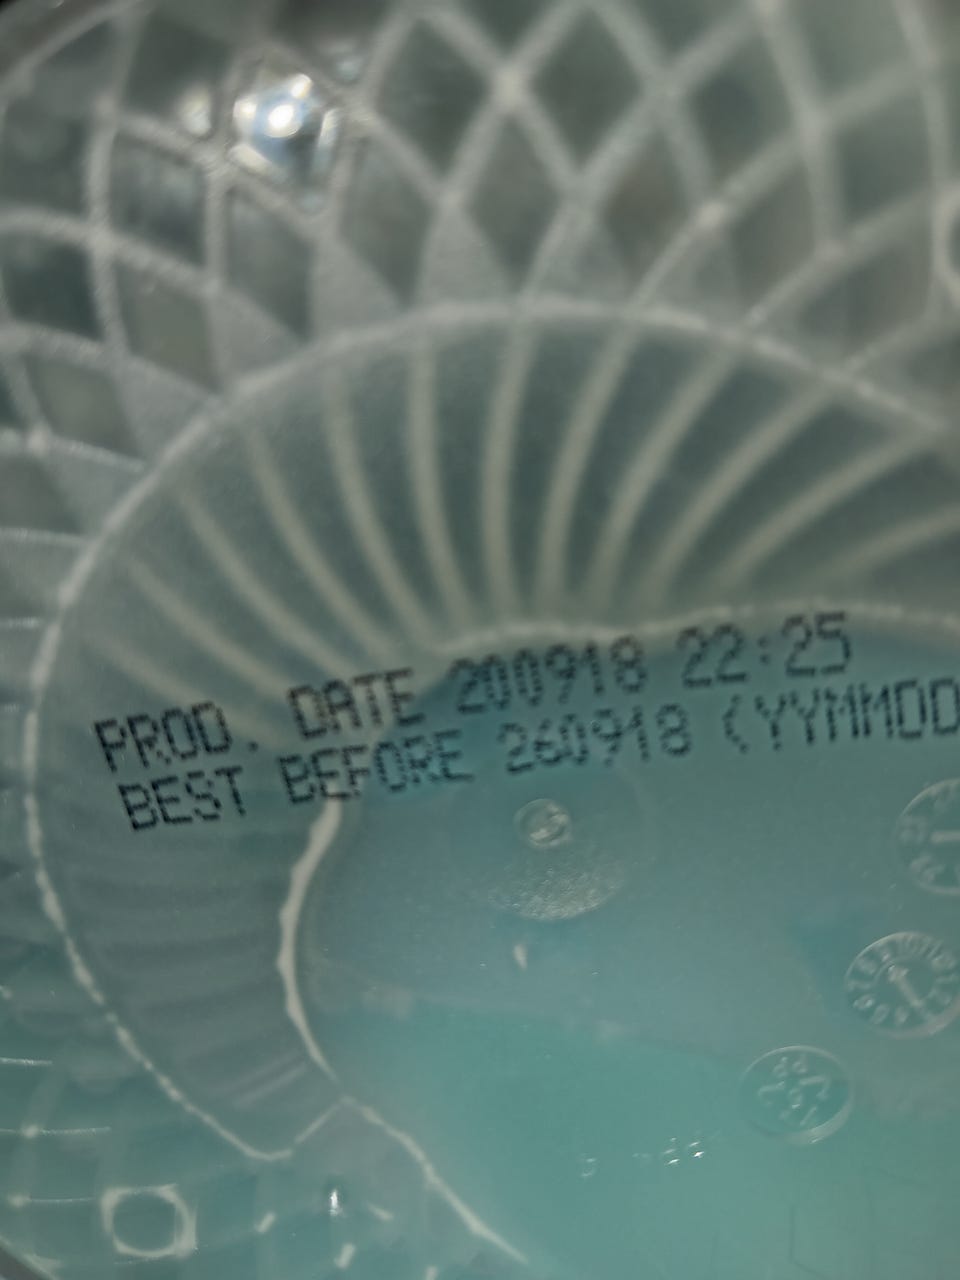 PROD. DATE 200918 22:25
BEST BEFORE 260918 (YYMMDD